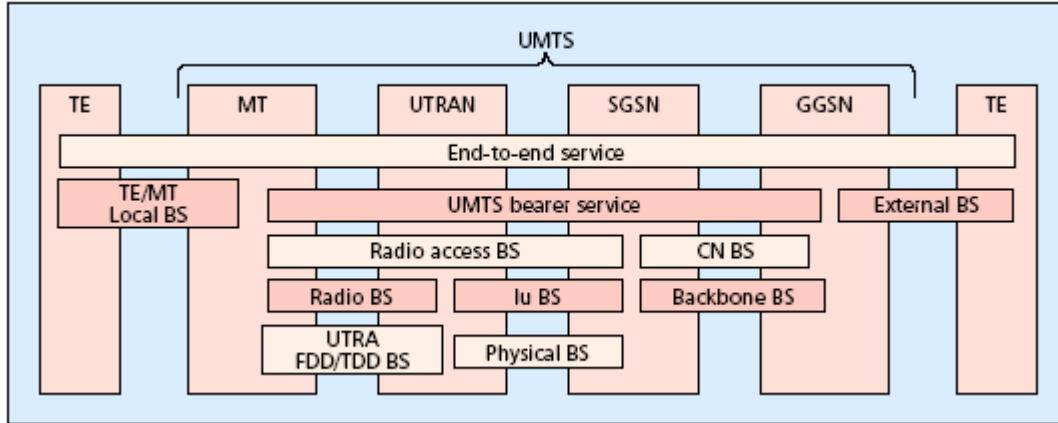 UMTS
TE MT UTRAN SGSN GGSN TE
End-to-end service
TE/MT
Local BS
UMTS bearer service
External BS
Radio access BS
CN BS
Radio BS
Iu BS
Backbone BS
UTRA
FDD/TDD BS
Physical BS